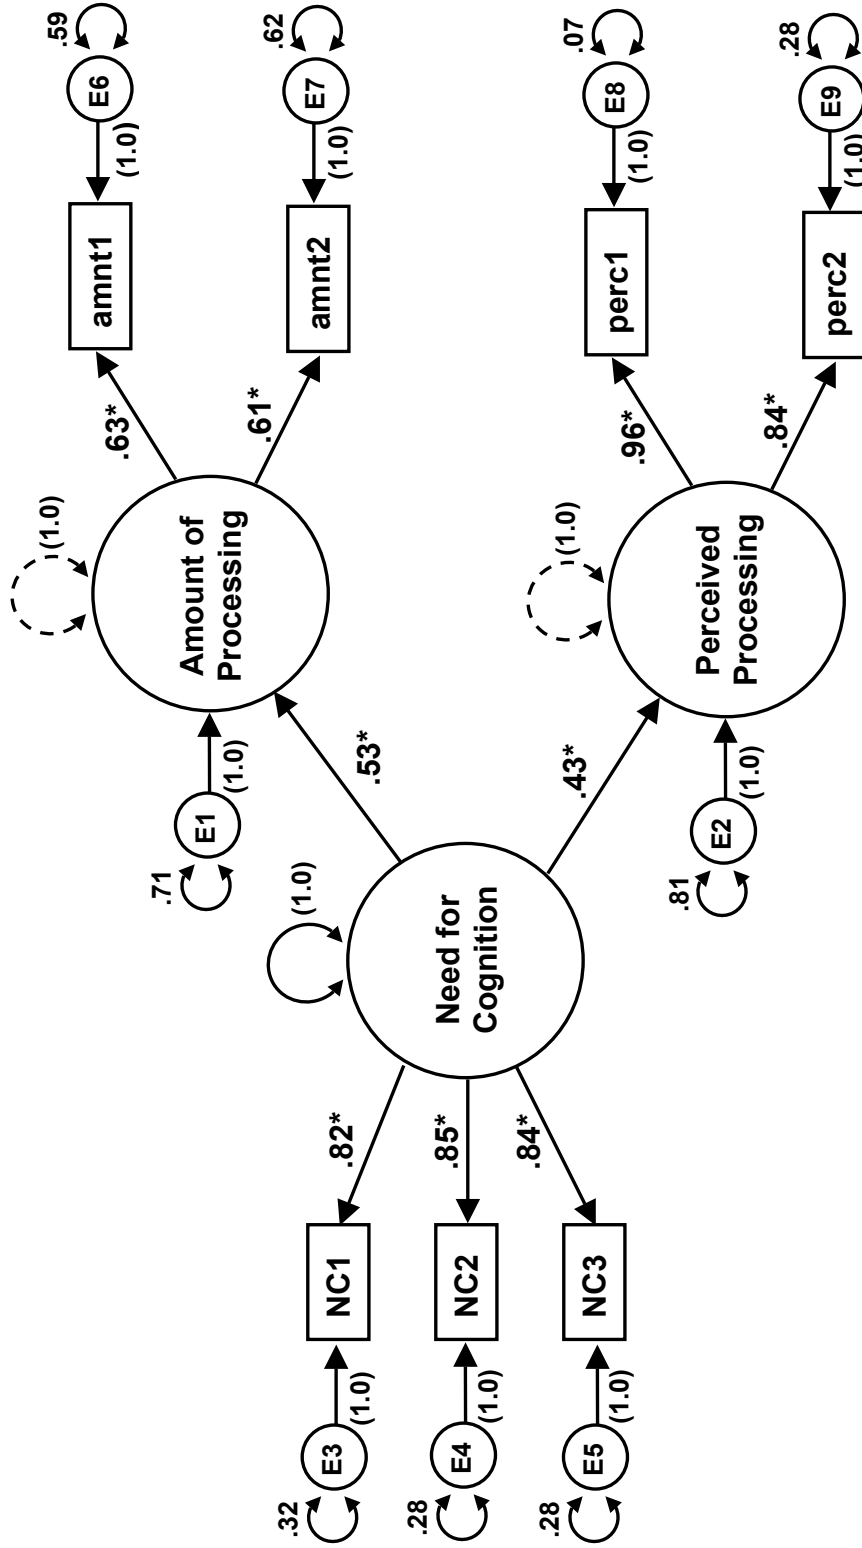 .59
E6
(1.0)
amnt1
.63*
.62
E7
(1.0)
amnt2
.61*
(1.0)
Amount of
Processing
.71
E1
(1.0)
.53*
(1.0)
Need for
Cognition
.82*
NC1
(1.0)
E3
.32
.85*
NC2
(1.0)
E4
.28
.84*
NC3
(1.0)
E5
.28
.43*
.81
E2
(1.0)
(1.0)
Perceived
Processing
.96*
perc1
(1.0)
E8
.07
.84*
perc2
(1.0)
E9
.28